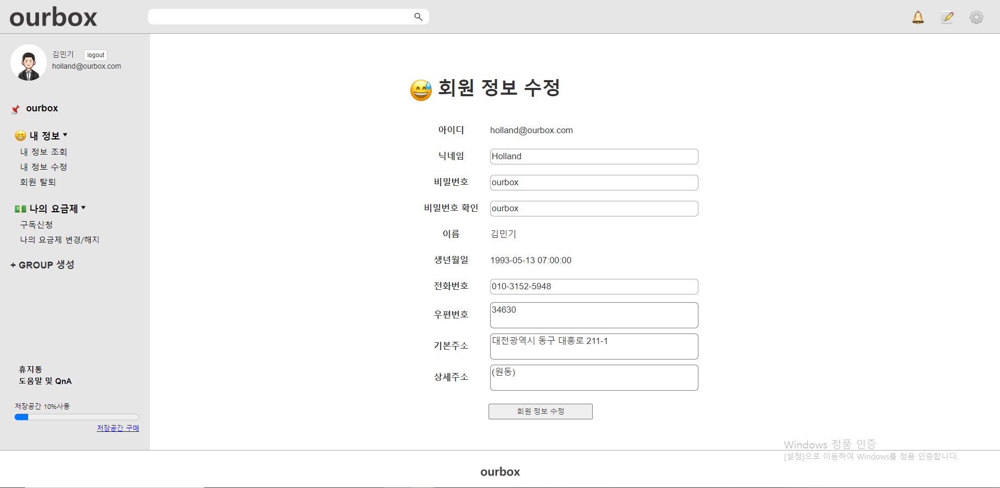 ourbox
김민기 logout
holland@ourbox.com
ourbox
내 정보
내 정보 조회
내 정보 수정
회원 탈퇴
나의 요금제
구독신청
나의 요금제 변경/해지
+ GROUP 생성
휴지통
도움말 및 QnA
저장공간 10%사용
저장공간 구매
회원 정보 수정
아이디 holland@ourbox.com
닉네임 Holland
비밀번호 ourbox
비밀번호 확인 ourbox
이름 김민기
생년월일 1993-05-13 07:00:00
전화번호 010-3152-5948
우편번호 34630
기본주소 대전광역시 동구 대흥로 211-1
상세주소 (원동)
회원 정보 수정
Windows 정품 인증
[설정]으로 이동하여 Windows를 정품 인증합니다.
ourbox